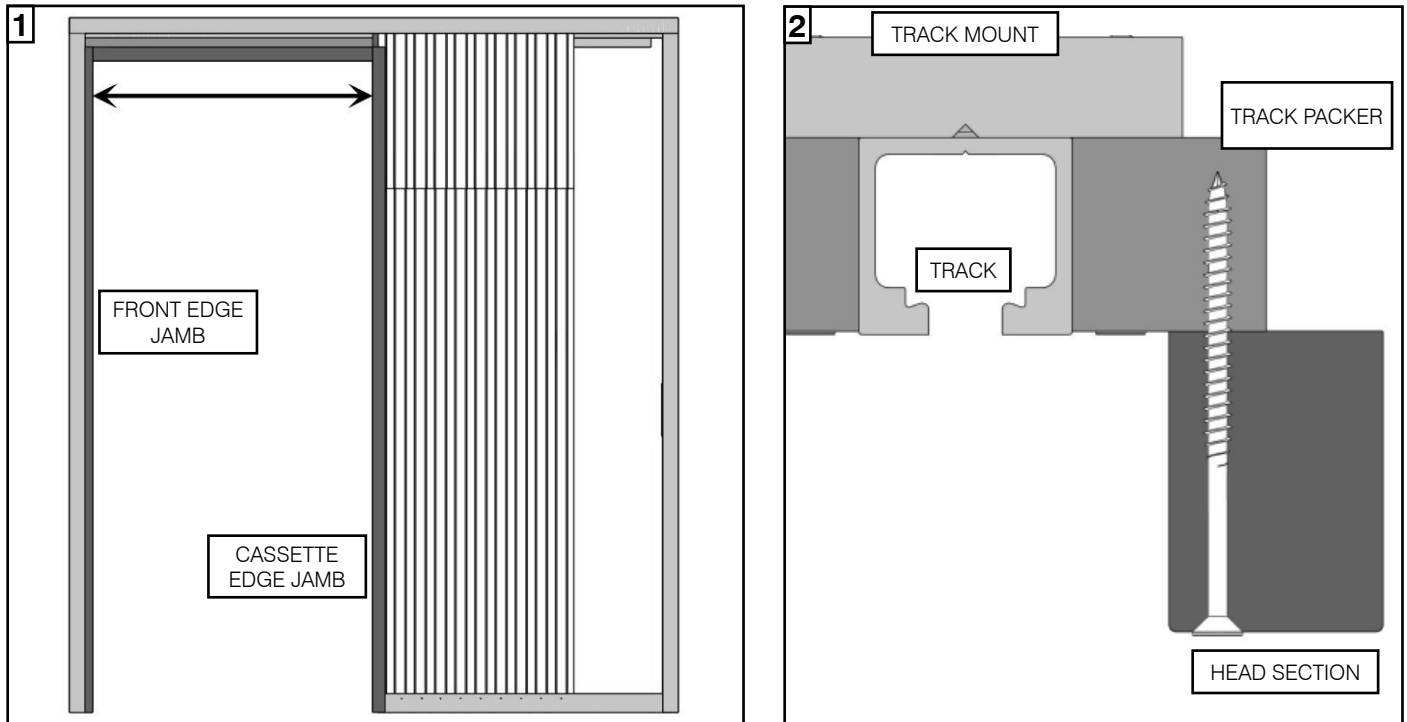 1
FRONT EDGE
JAMB
CASSETTE
EDGE JAMB
2
TRACK MOUNT
TRACK PACKER
TRACK
HEAD SECTION